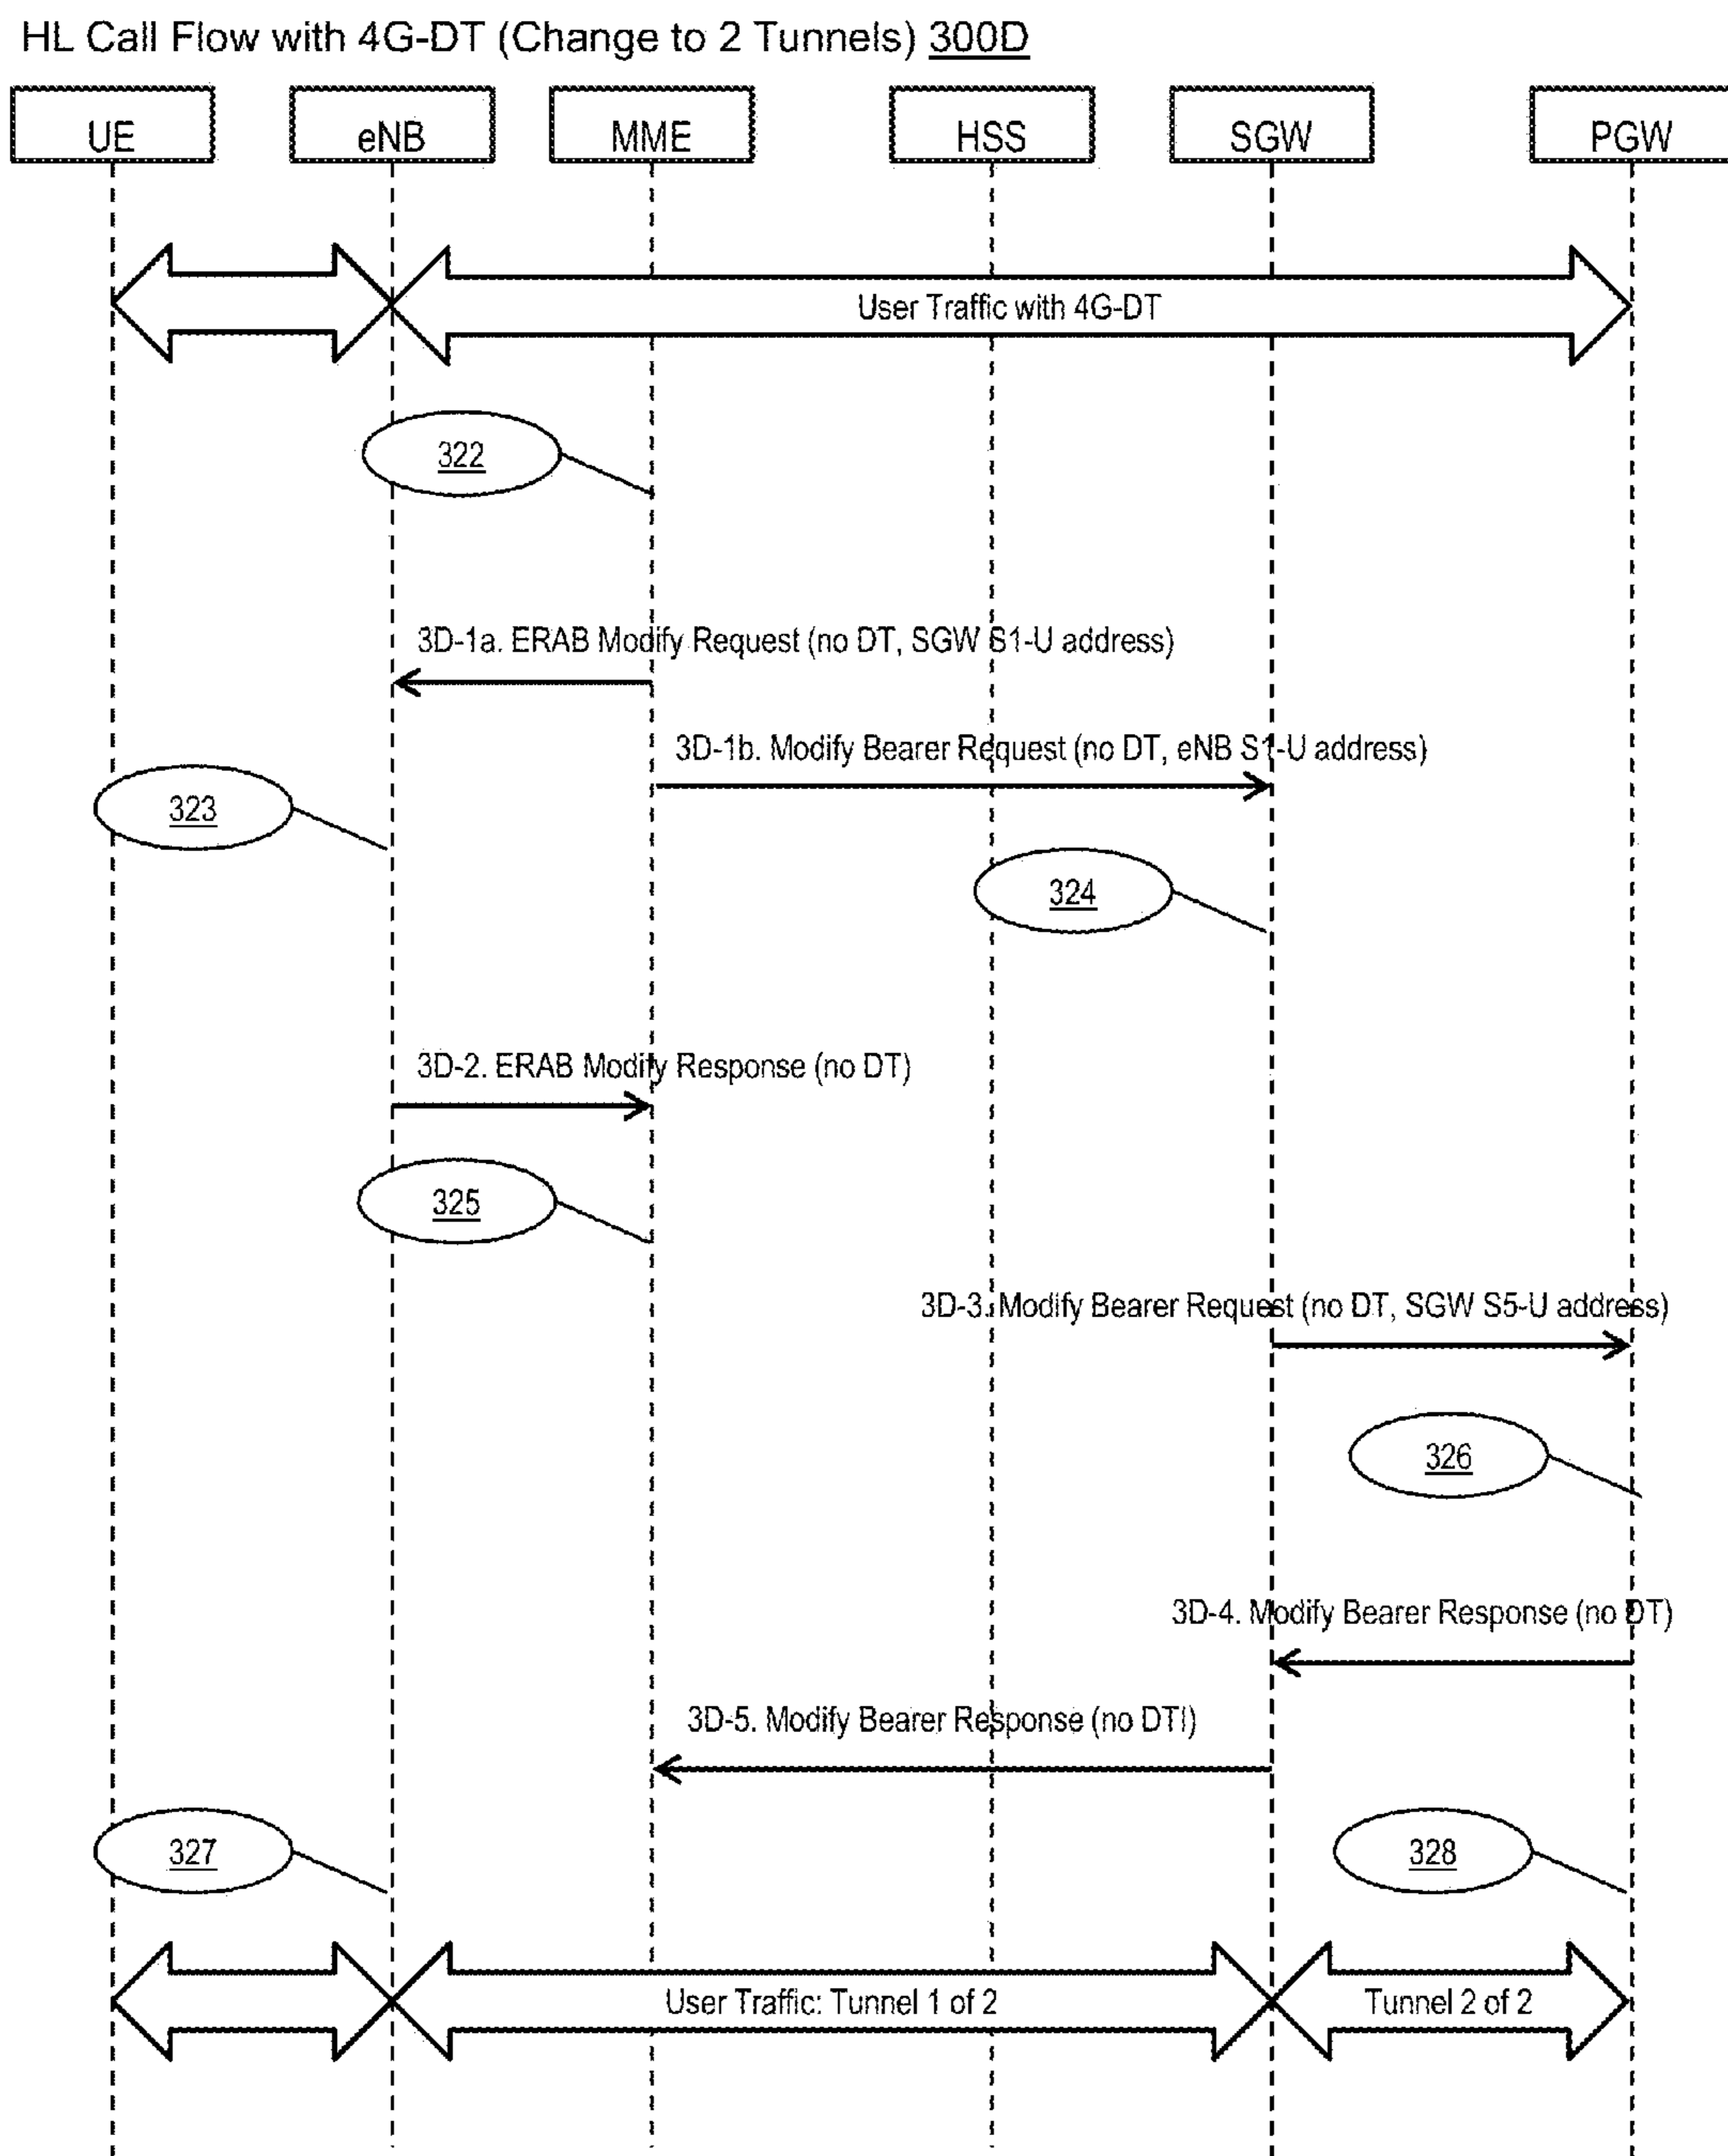 HL Call Flow with 4G-DT (Change to 2 Tunnels) 300D
UE eNB MME HSS SGW PGW
User Traffic with 4G-DT
322
3D-1a. ERAB Modify Request (no DT, SGW S1-U address)
3D-1b. Modify Bearer Request (no DT, eNB S1-U address)
323
324
3D-2. ERAB Modify Response (no DT)
325
3D-3. Modify Bearer Request (no DT, SGW S5-U address)
326
3D-4. Modify Bearer Response (no DT)
3D-5. Modify Bearer Response (no DTI)
327 328
User Traffic: Tunnel 1 of 2 Tunnel 2 of 2